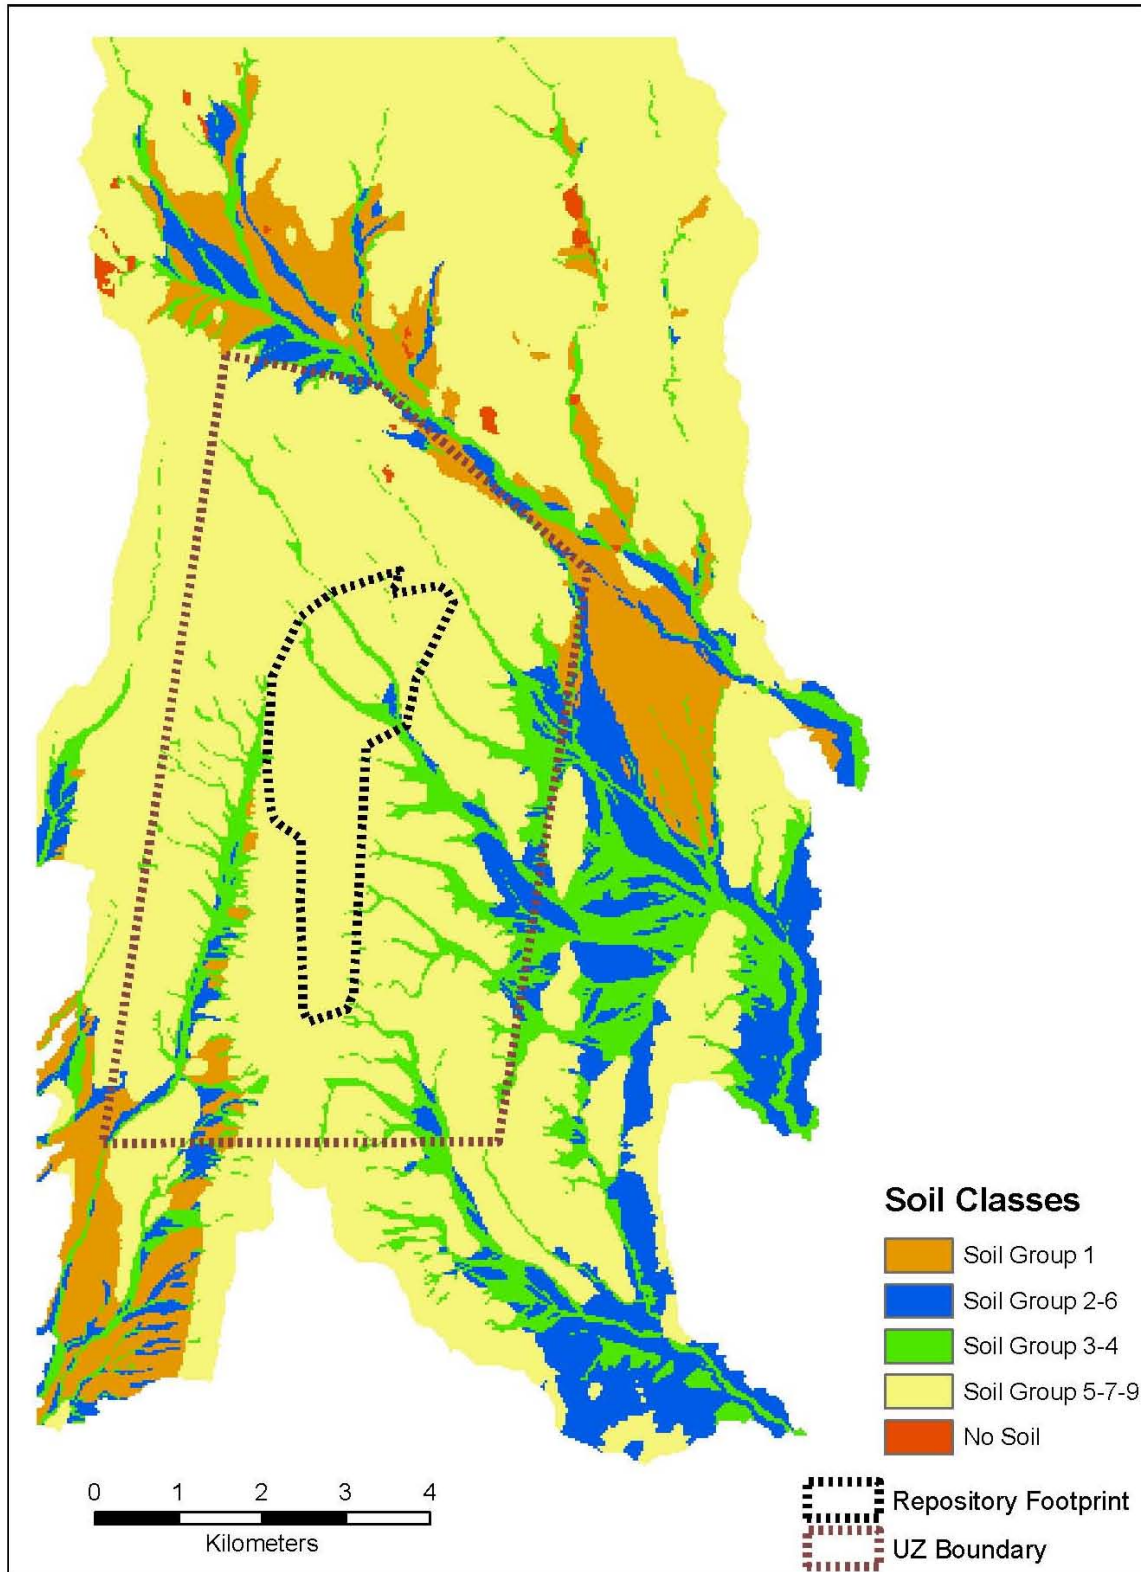 Soil Classes
Soil Group 1
Soil Group 2-6
Soil Group 3-4
Soil Group 5-7-9
No Soil
Repository Footprint
UZ Boundary
0 1 2 3 4
Kilometers